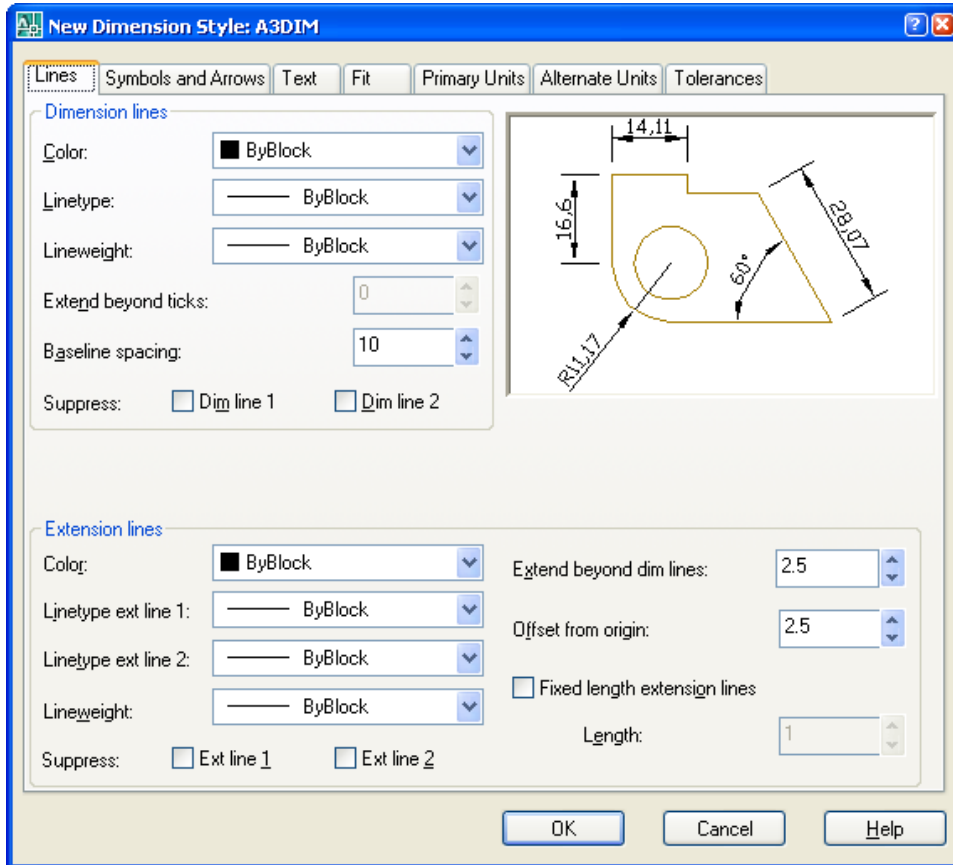 New Dimension Style: A3DIM
Lines
Symbols and Arrows
Text
Fit
Primary Units
Alternate Units
Tolerances
Dimension lines
Color:
ByBlock
Linetype:
ByBlock
Lineweight:
ByBlock
Extend beyond ticks:
0
Baseline spacing:
10
Suppress:
Dim line 1
Dim line 2
14,11
16,6
28,07
60°
R11,17
Extension lines
Color:
ByBlock
Linetype ext line 1:
ByBlock
Linetype ext line 2:
ByBlock
Lineweight:
ByBlock
Suppress:
Ext line 1
Ext line 2
Extend beyond dim lines:
2.5
Offset from origin:
2.5
Fixed length extension lines
Length:
1
OK
Cancel
Help